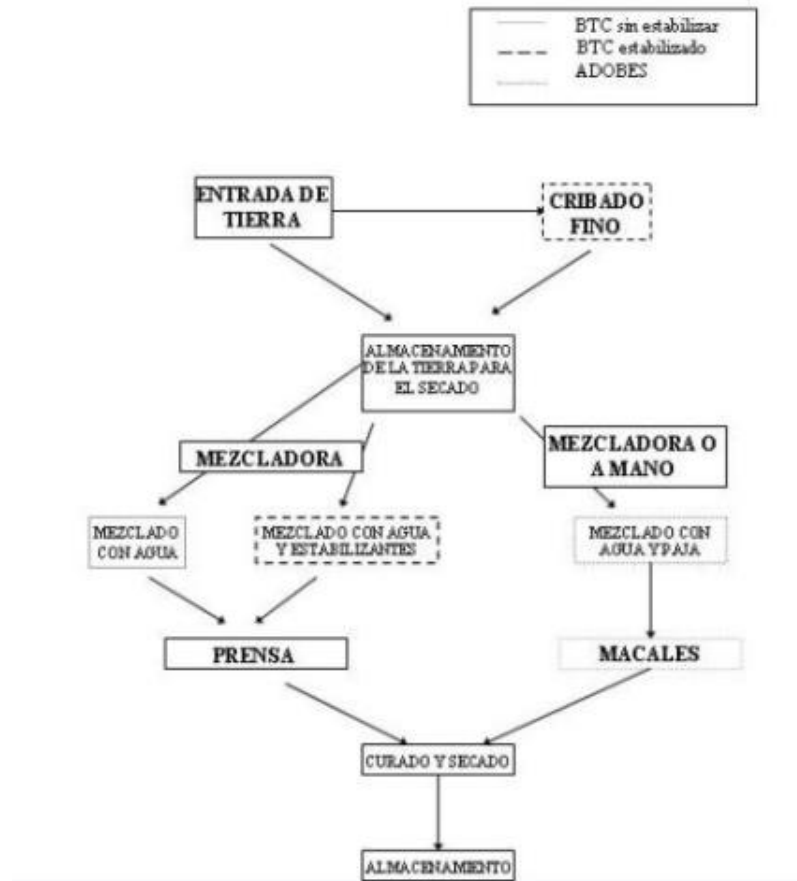 BTC sin estabilizar
BTC estabilizado
ADOBES
ENTRADA DE
TIERRA
CRIBADO
FINO
ALMACENAMIENTO
DE LA TIERRA PARA
EL SECADO
MEZCLADORA
MEZCLADORA O
A MANO
MEZCLADO
CON AGUA
MEZCLADO CON AGUA
Y ESTABILIZANTES
MEZCLADO CON
AGUA Y PAJA
PRENSA
MACALES
CURADO Y SECADO
ALMACENAMIENTO